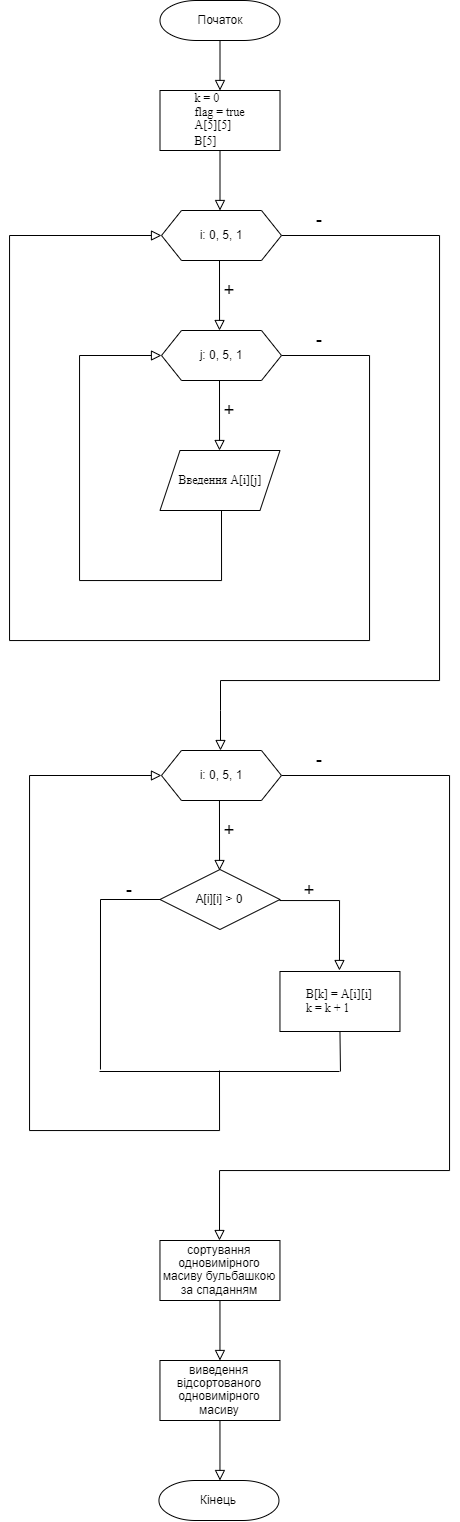 Початок
k = 0
flag = true
A[5][5]
B[5]
i: 0, 5, 1
-
+
j: 0, 5, 1
-
+
Введення A[i][j]
i: 0, 5, 1
-
+
A[i][i] > 0
-
+
B[k] = A[i][i]
k = k + 1
сортування
одновимірного
масиву бульбашкою
за спаданням
виведення
відсортованого
одновимірного
масиву
Кінець